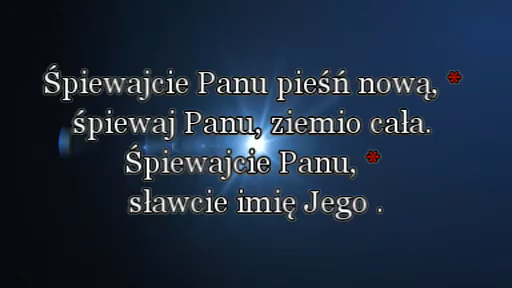 Śpiewajcie Panu pieśń nową, *
śpiewaj Panu, ziemio cała.
Śpiewajcie Panu, *
sławcie imię Jego .